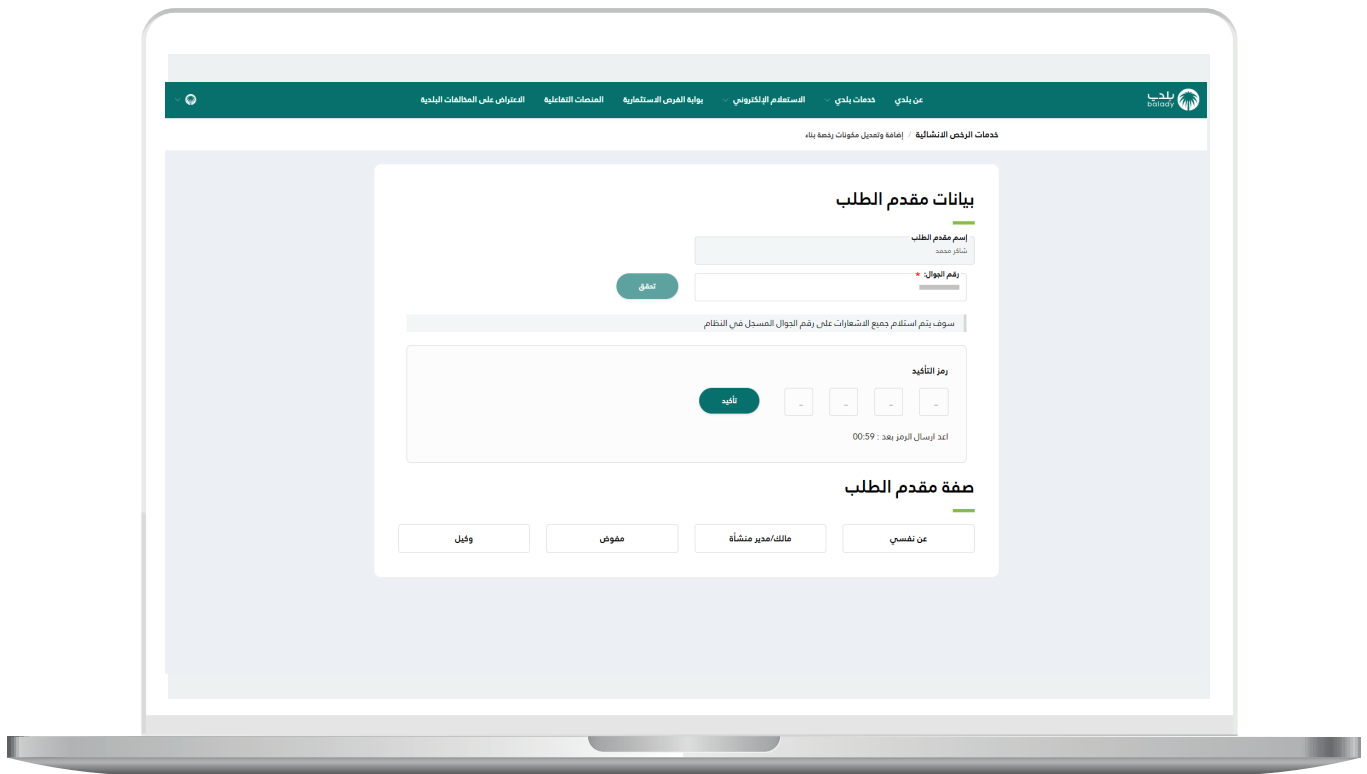 بلدي
balady
عن بلدي
خدمات بلدي
الاستعلام الإلكتروني
بوابة الفرص الاستثمارية
المنصات التفاعلية
الاعتراض على المخالفات البلدية
خدمات الرخص الانشائية / إضافة وتعديل مكونات رخصة بناء
بيانات مقدم الطلب
إسم مقدم الطلب
شاكر محمد
رقم الجوال: *
تحقق
سوف يتم استلام جميع الاشعارات على رقم الجوال المسجل في النظام
رمز التأكيد
_ _ _ _
تأكيد
اعد ارسال الرمز بعد : 00:59
صفة مقدم الطلب
عن نفسي
مالك/مدير منشأة
مفوض
وكيل